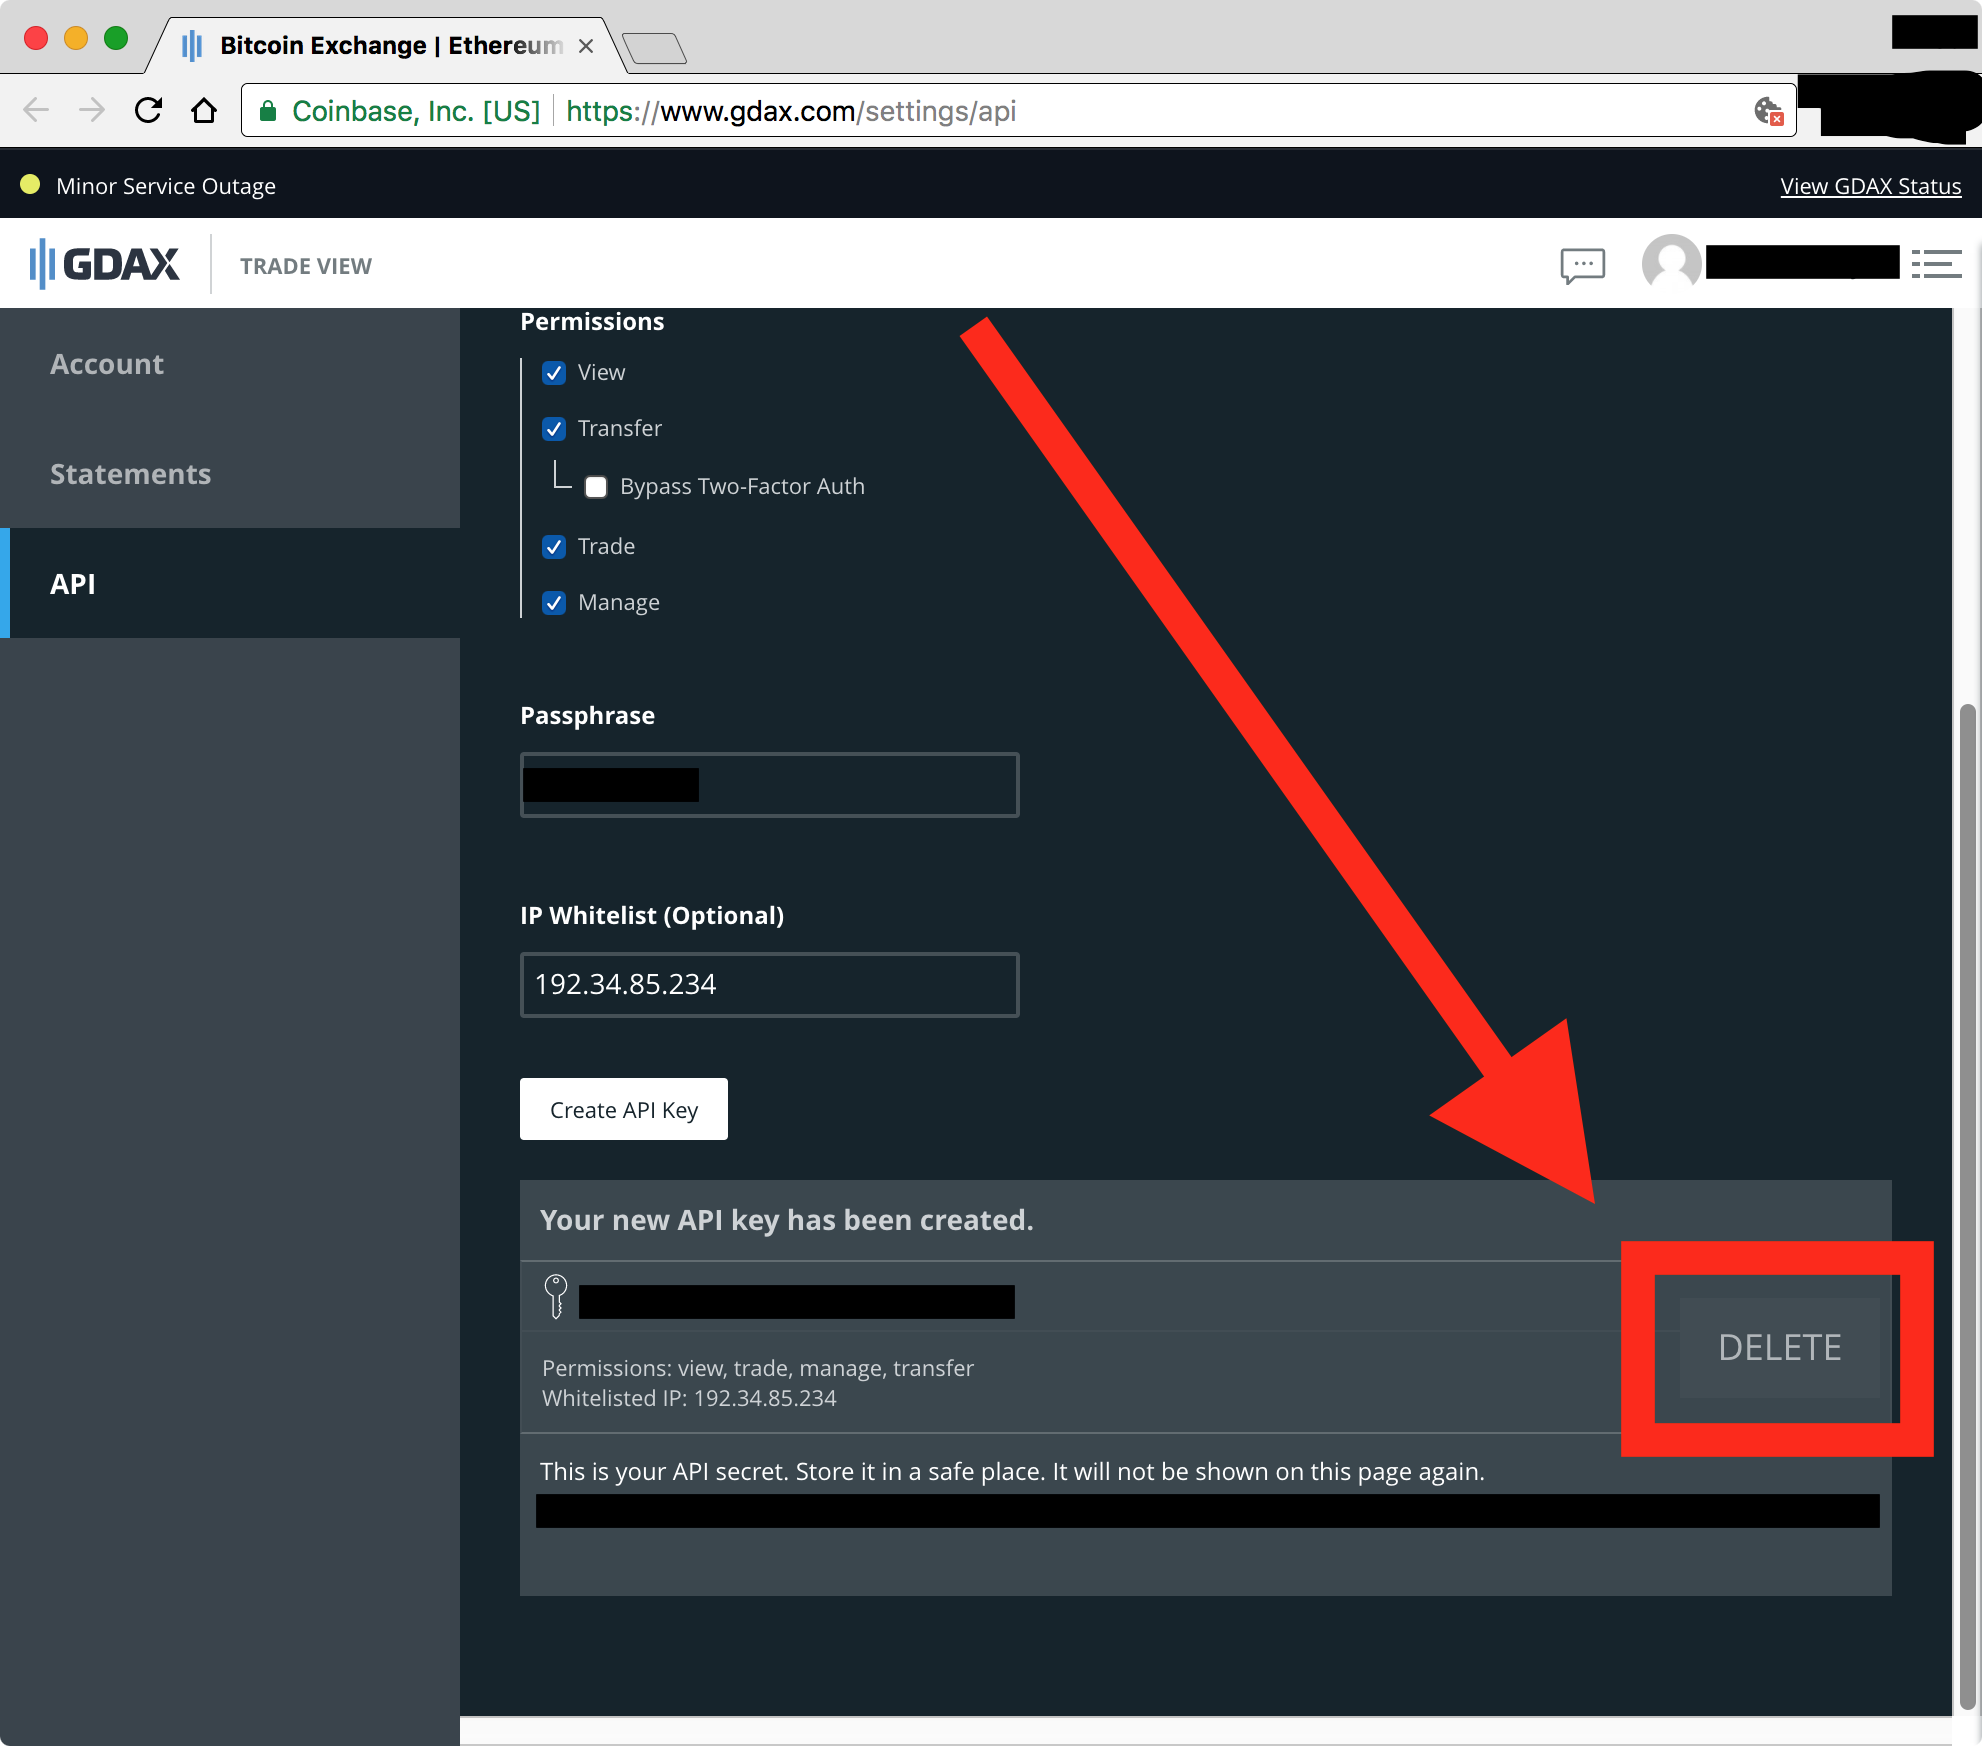 Bitcoin Exchange | Ethereum
Coinbase, Inc. [US] https://www.gdax.com/settings/api
Minor Service Outage
View GDAX Status
GDAX
TRADE VIEW
Account
Statements
API
Permissions
View
Transfer
Bypass Two-Factor Auth
Trade
Manage
Passphrase
IP Whitelist (Optional)
192.34.85.234
Create API Key
Your new API key has been created.
Permissions: view, trade, manage, transfer
Whitelisted IP: 192.34.85.234
DELETE
This is your API secret. Store it in a safe place. It will not be shown on this page again.